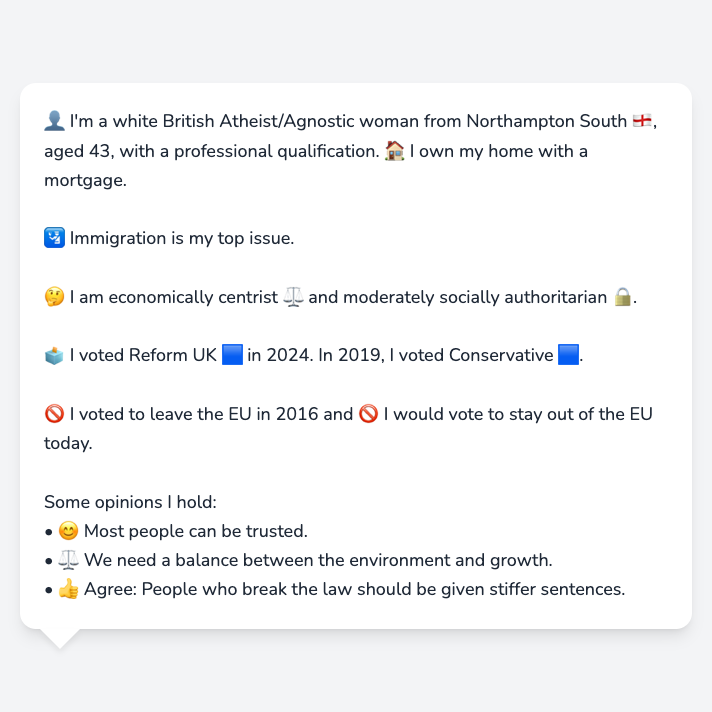 👤 I'm a white British Atheist/Agnostic woman from Northampton South 🏴󠁧󠁢󠁥󠁮󠁧󠁿,
aged 43, with a professional qualification. 🏠 I own my home with a
mortgage.
🛂 Immigration is my top issue.
🤔 I am economically centrist ⚖️ and moderately socially authoritarian 🔒.
🗳️ I voted Reform UK 🟦 in 2024. In 2019, I voted Conservative 🟦.
🚫 I voted to leave the EU in 2016 and 🚫 I would vote to stay out of the EU
today.
Some opinions I hold:
• 😊 Most people can be trusted.
• ⚖️ We need a balance between the environment and growth.
• 👍 Agree: People who break the law should be given stiffer sentences.